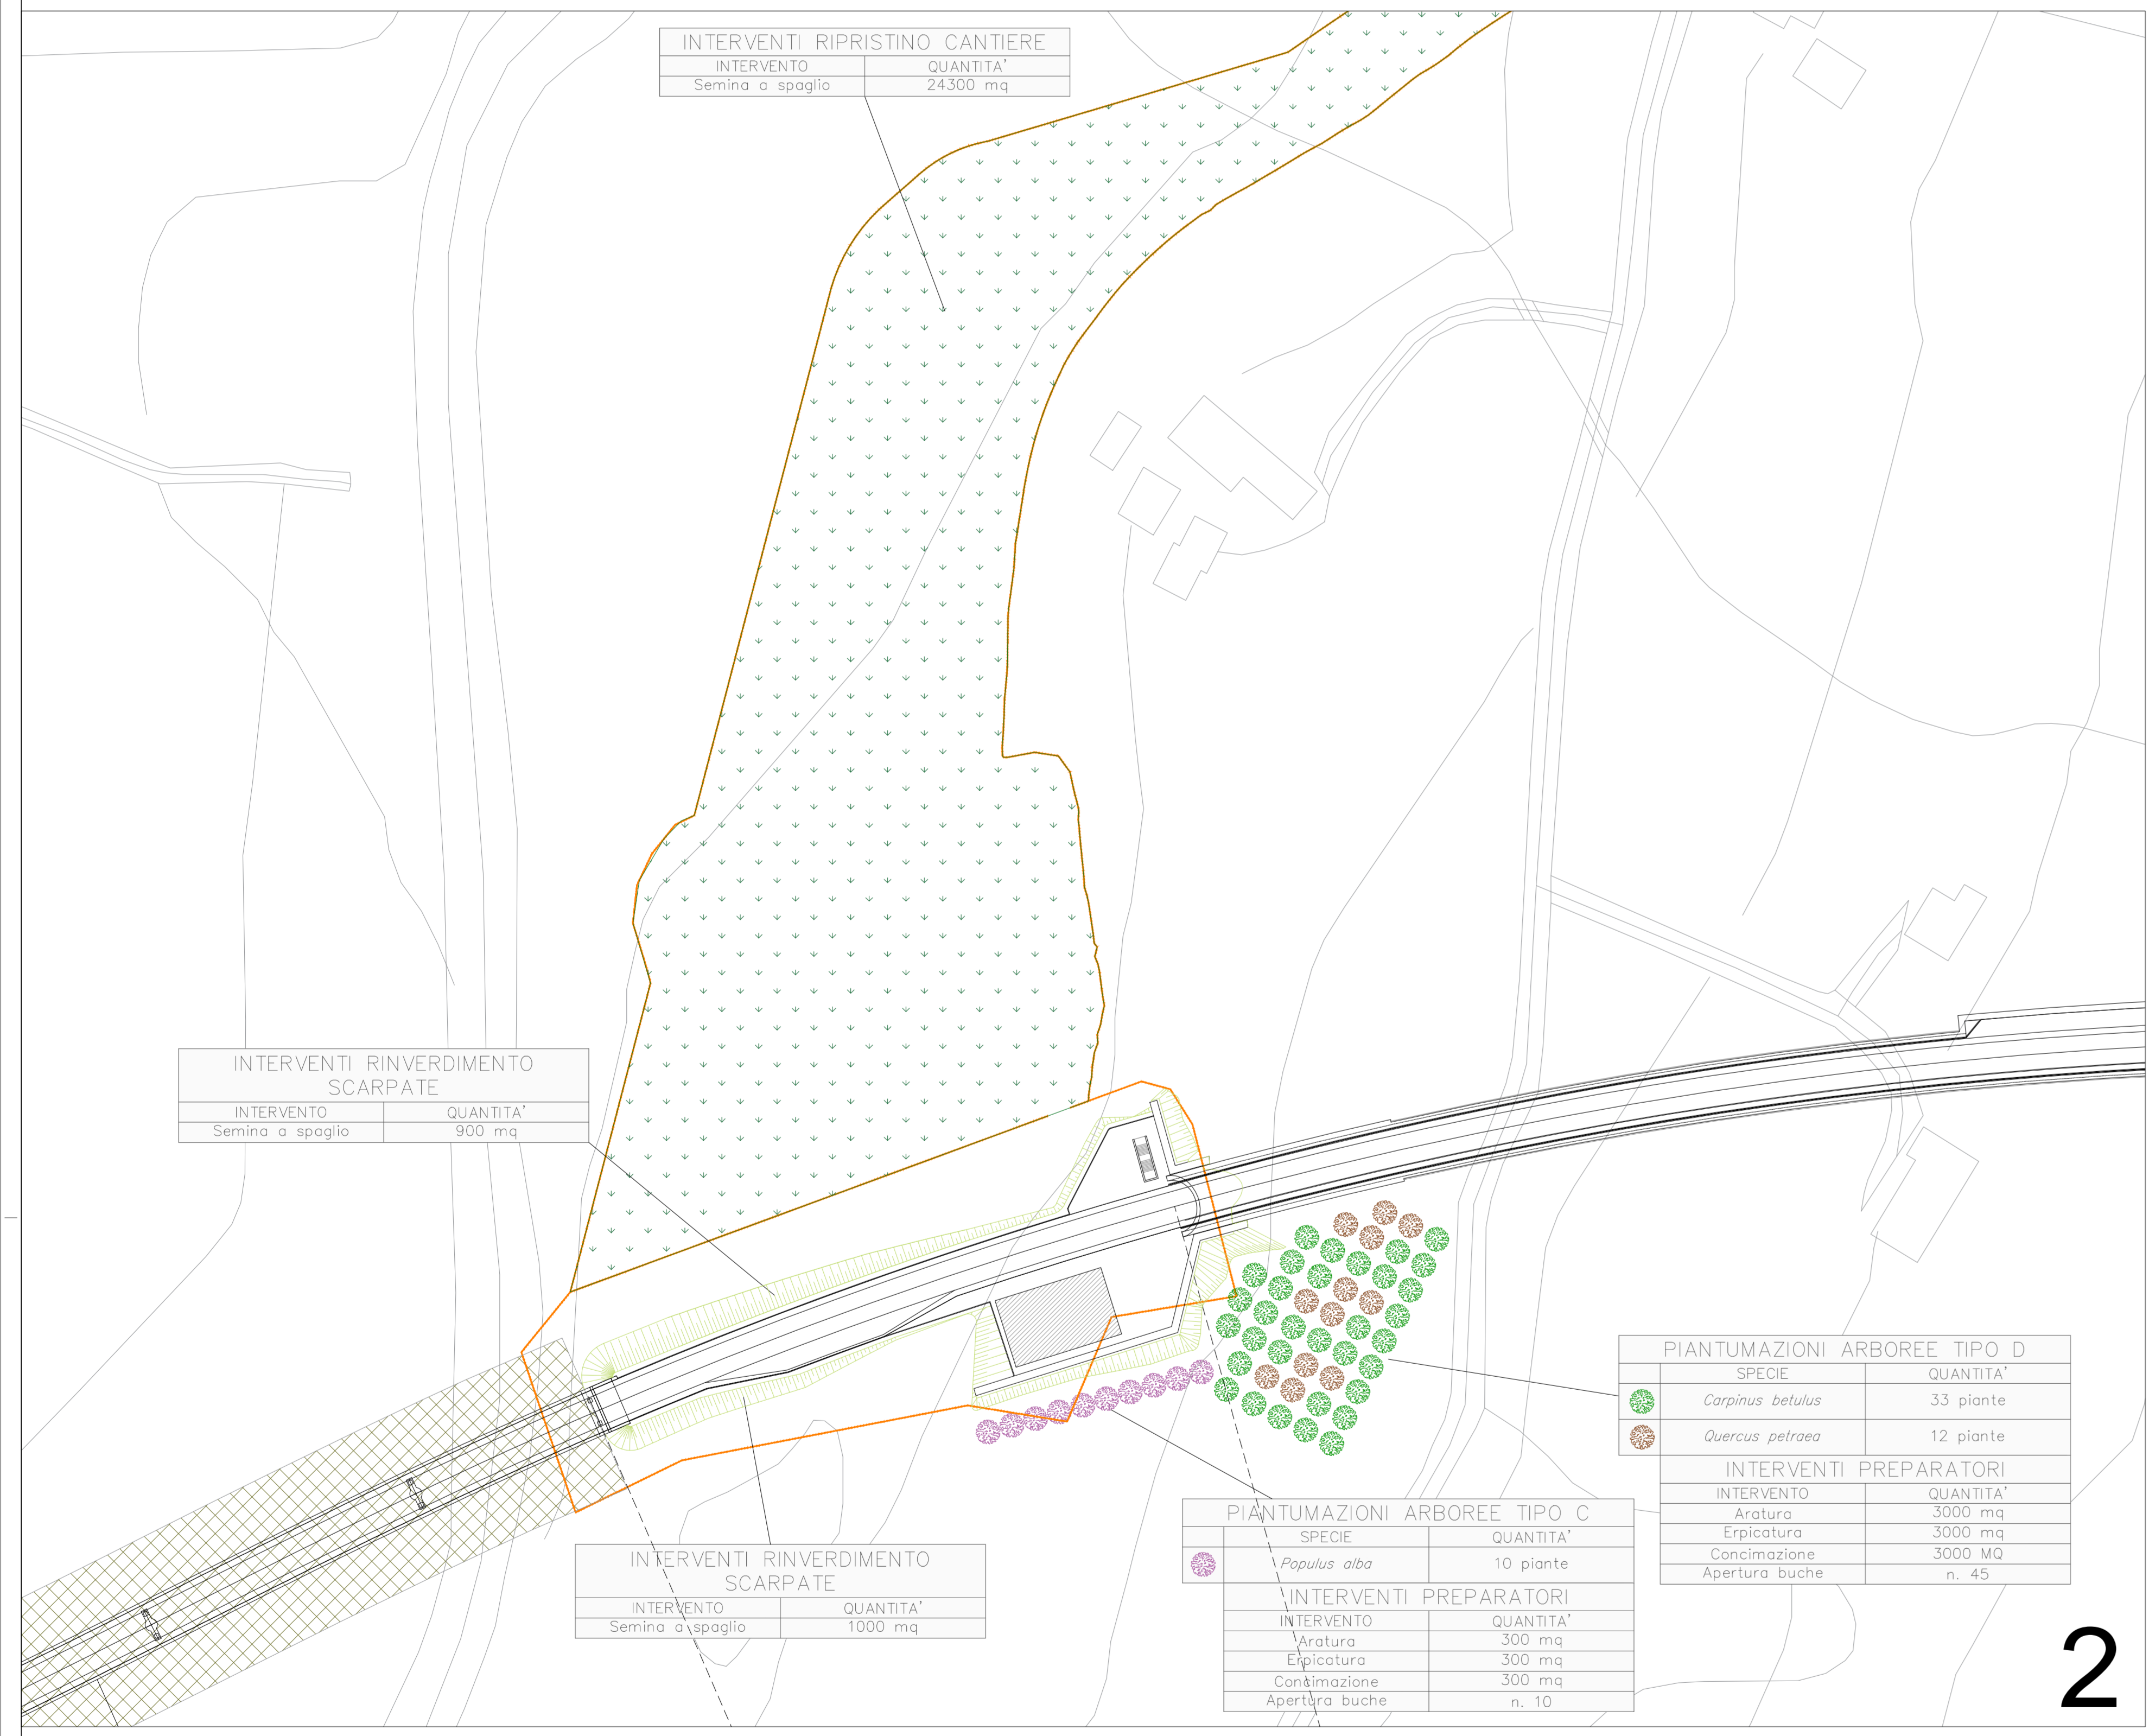 INTERVENTI RIPRISTINO CANTIERE
INTERVENTO QUANTITA'
Semina a spaglio 24300 mq
INTERVENTI RINVERDIMENTO
SCARPATE
INTERVENTO QUANTITA'
Semina a spaglio 900 mq
PIANTUMAZIONI ARBOREE TIPO D
SPECIE QUANTITA'
Carpinus betulus 33 piante
Quercus petraea 12 piante
INTERVENTI PREPARATORI
INTERVENTO QUANTITA'
Aratura 3000 mq
Erpicatura 3000 mq
Concimazione 3000 MQ
Apertura buche n. 45
PIANTUMAZIONI ARBOREE TIPO C
SPECIE QUANTITA'
Populus alba 10 piante
INTERVENTI PREPARATORI
INTERVENTO QUANTITA'
Aratura 300 mq
Erpicatura 300 mq
Concimazione 300 mq
Apertura buche n. 10
INTERVENTI RINVERDIMENTO
SCARPATE
INTERVENTO QUANTITA'
Semina a spaglio 1000 mq
2